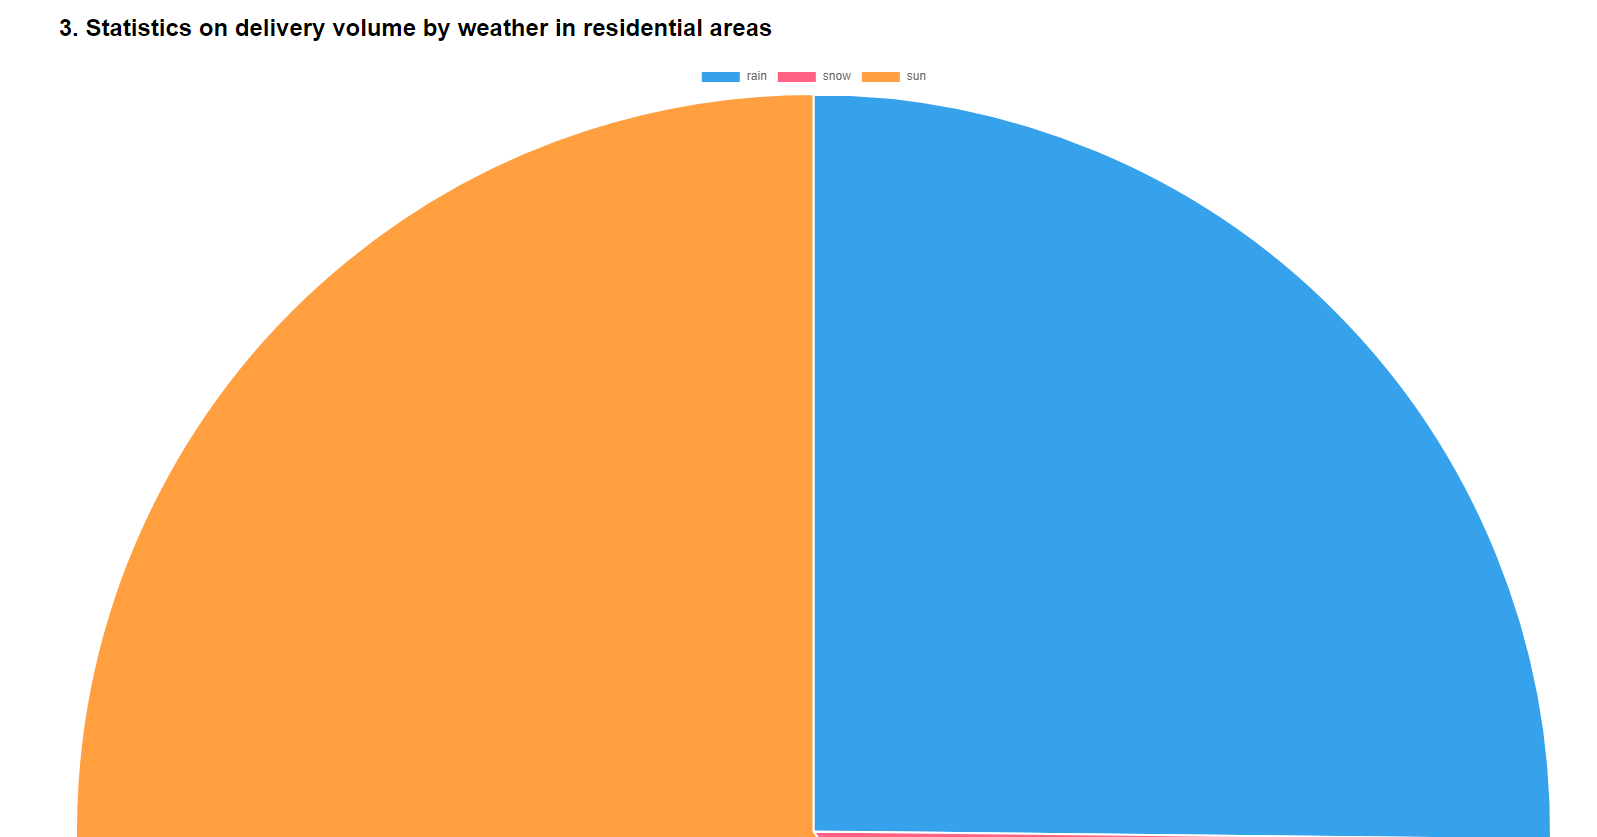 3. Statistics on delivery volume by weather in residential areas
rain snow sun